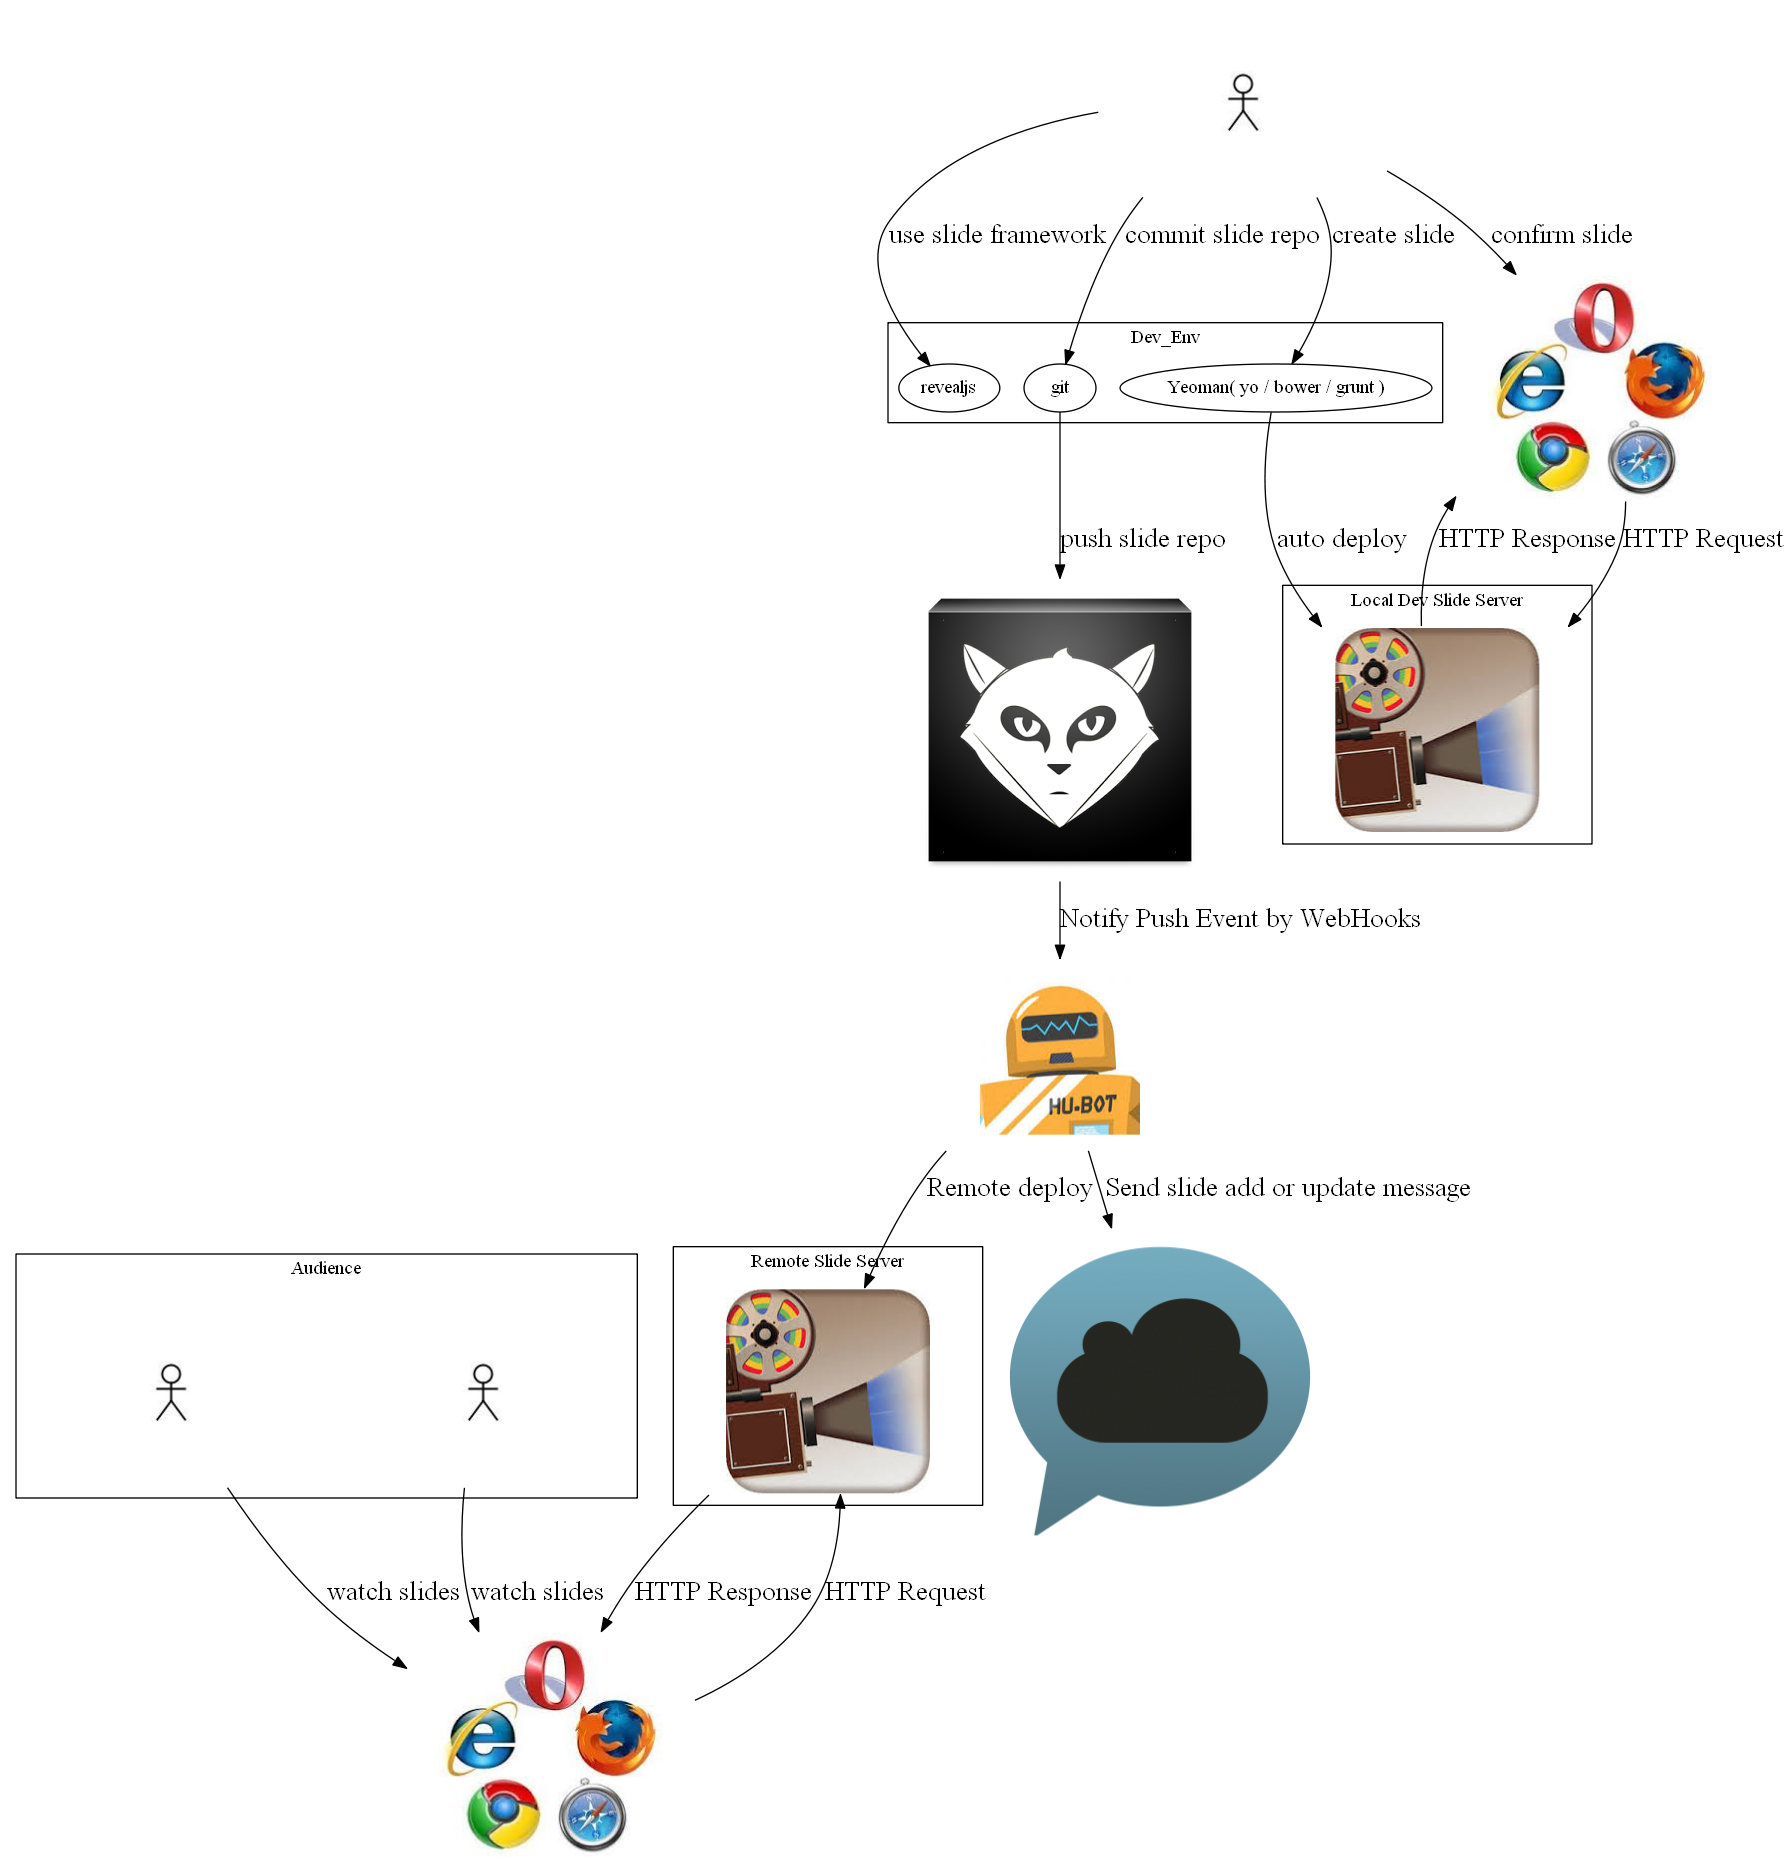 use slide framework
commit slide repo
create slide
confirm slide
Dev_Env
revealjs
git
Yeoman( yo / bower / grunt )
push slide repo
auto deploy
HTTP Response
HTTP Request
Local Dev Slide Server
Notify Push Event by WebHooks
HU-BOT
Remote deploy
Send slide add or update message
Audience
Remote Slide Server
watch slides
watch slides
HTTP Response
HTTP Request